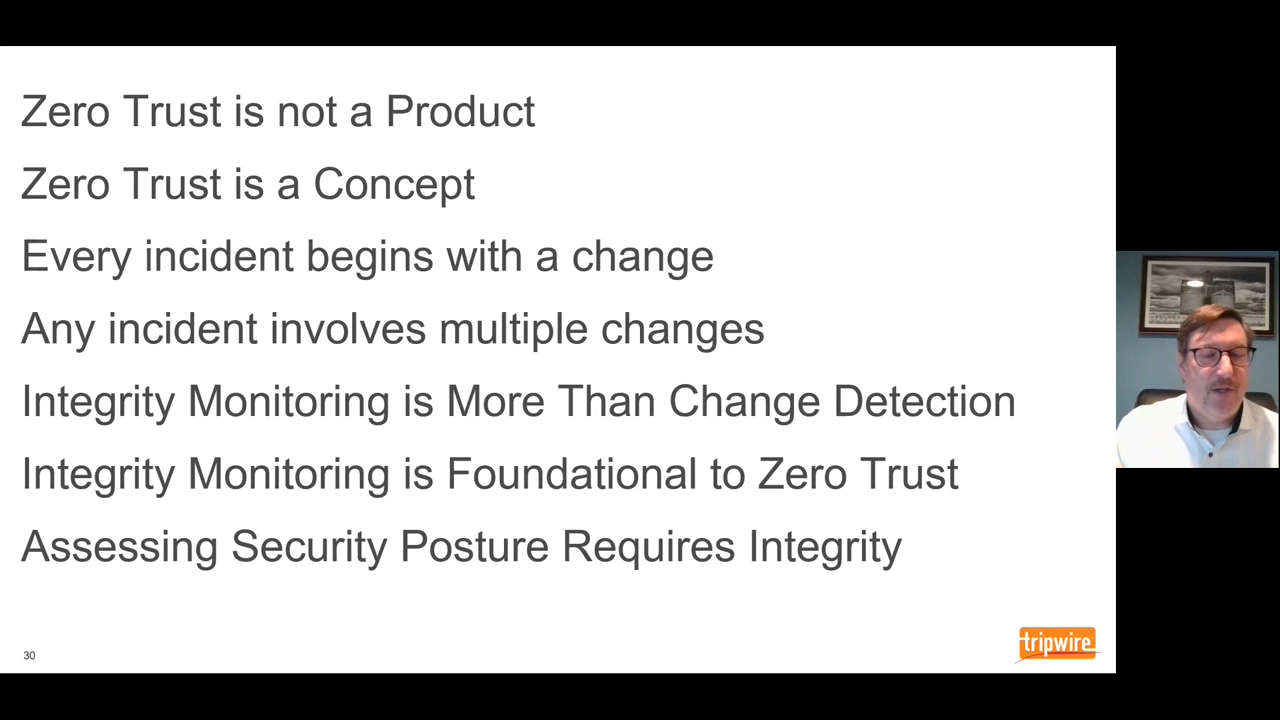 Zero Trust is not a Product
Zero Trust is a Concept
Every incident begins with a change
Any incident involves multiple changes
Integrity Monitoring is More Than Change Detection
Integrity Monitoring is Foundational to Zero Trust
Assessing Security Posture Requires Integrity
30
tripwire